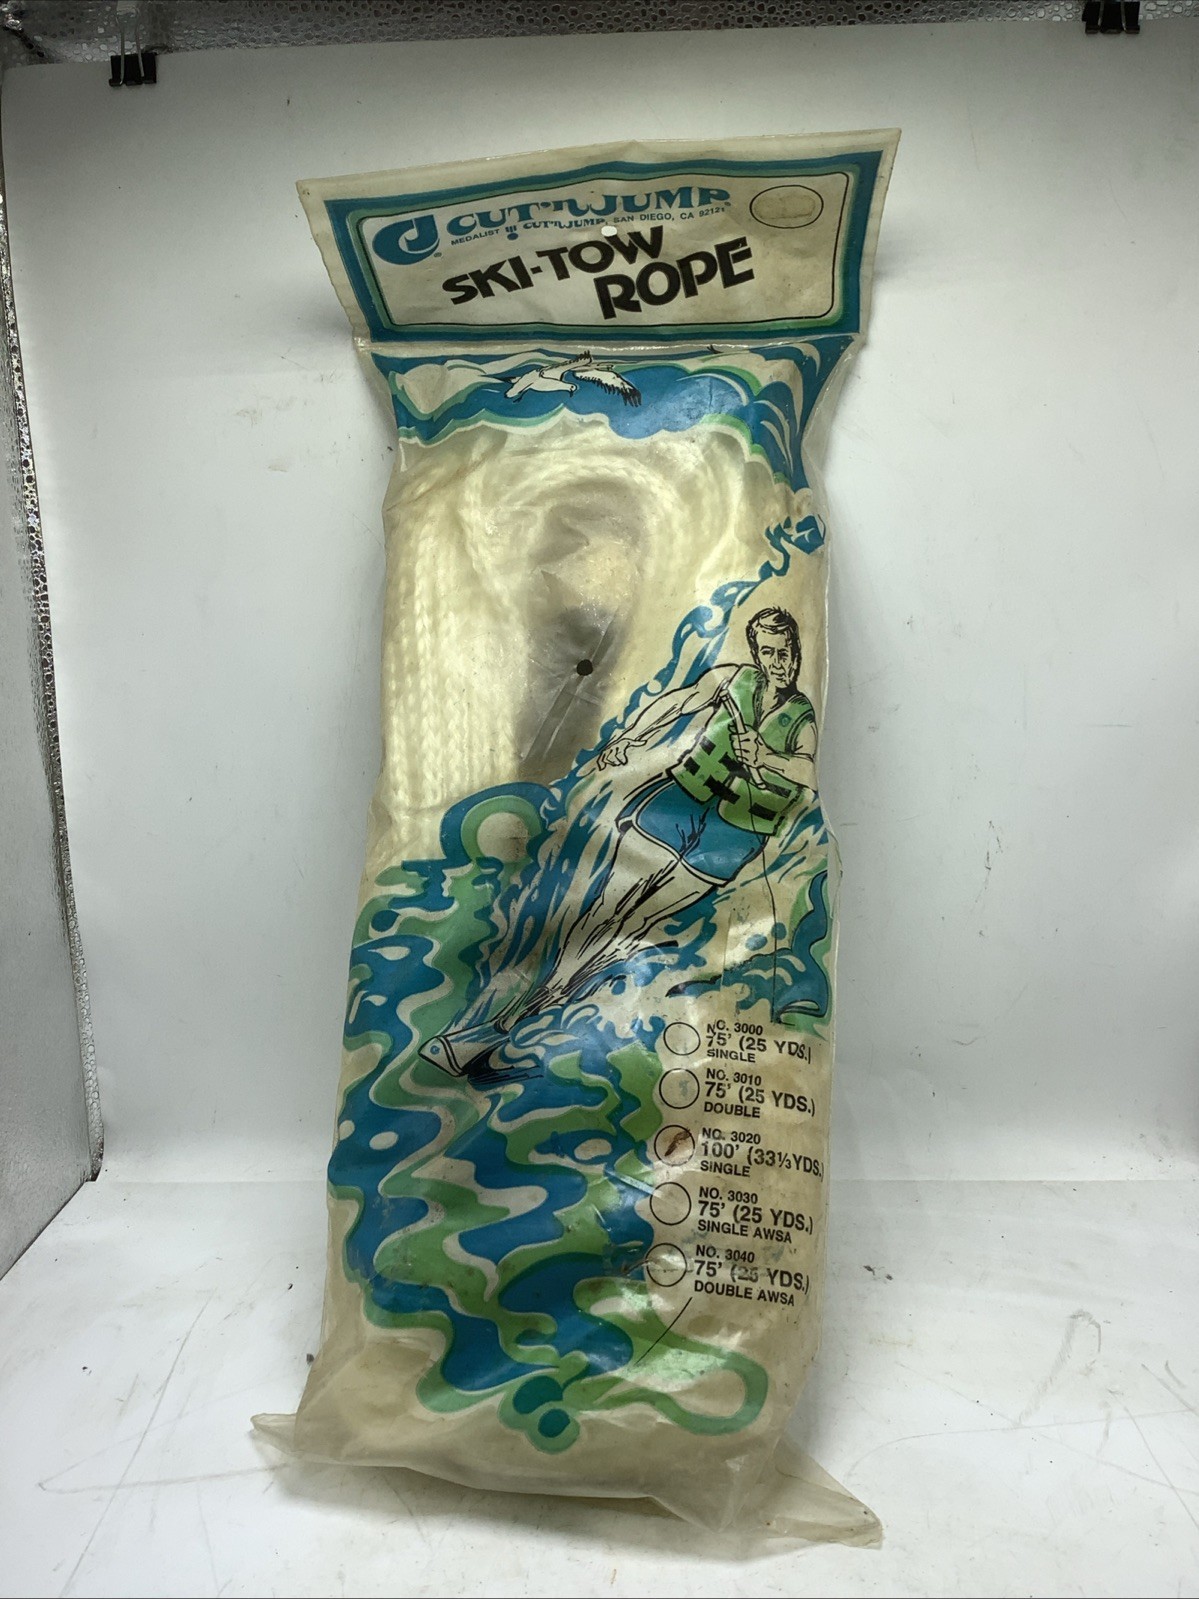 CUT'N JUMP
MEDALIST CUT'N JUMP, SAN DIEGO, CA 92121
SKI-TOW
ROPE
NO. 3000
75' (25 YDS.)
SINGLE
NO. 3010
75' (25 YDS.)
DOUBLE
NO. 3020
100' (33⅓ YDS.)
SINGLE
NO. 3030
75' (25 YDS.)
SINGLE AWSA
NO. 3040
75' (25 YDS.)
DOUBLE AWSA